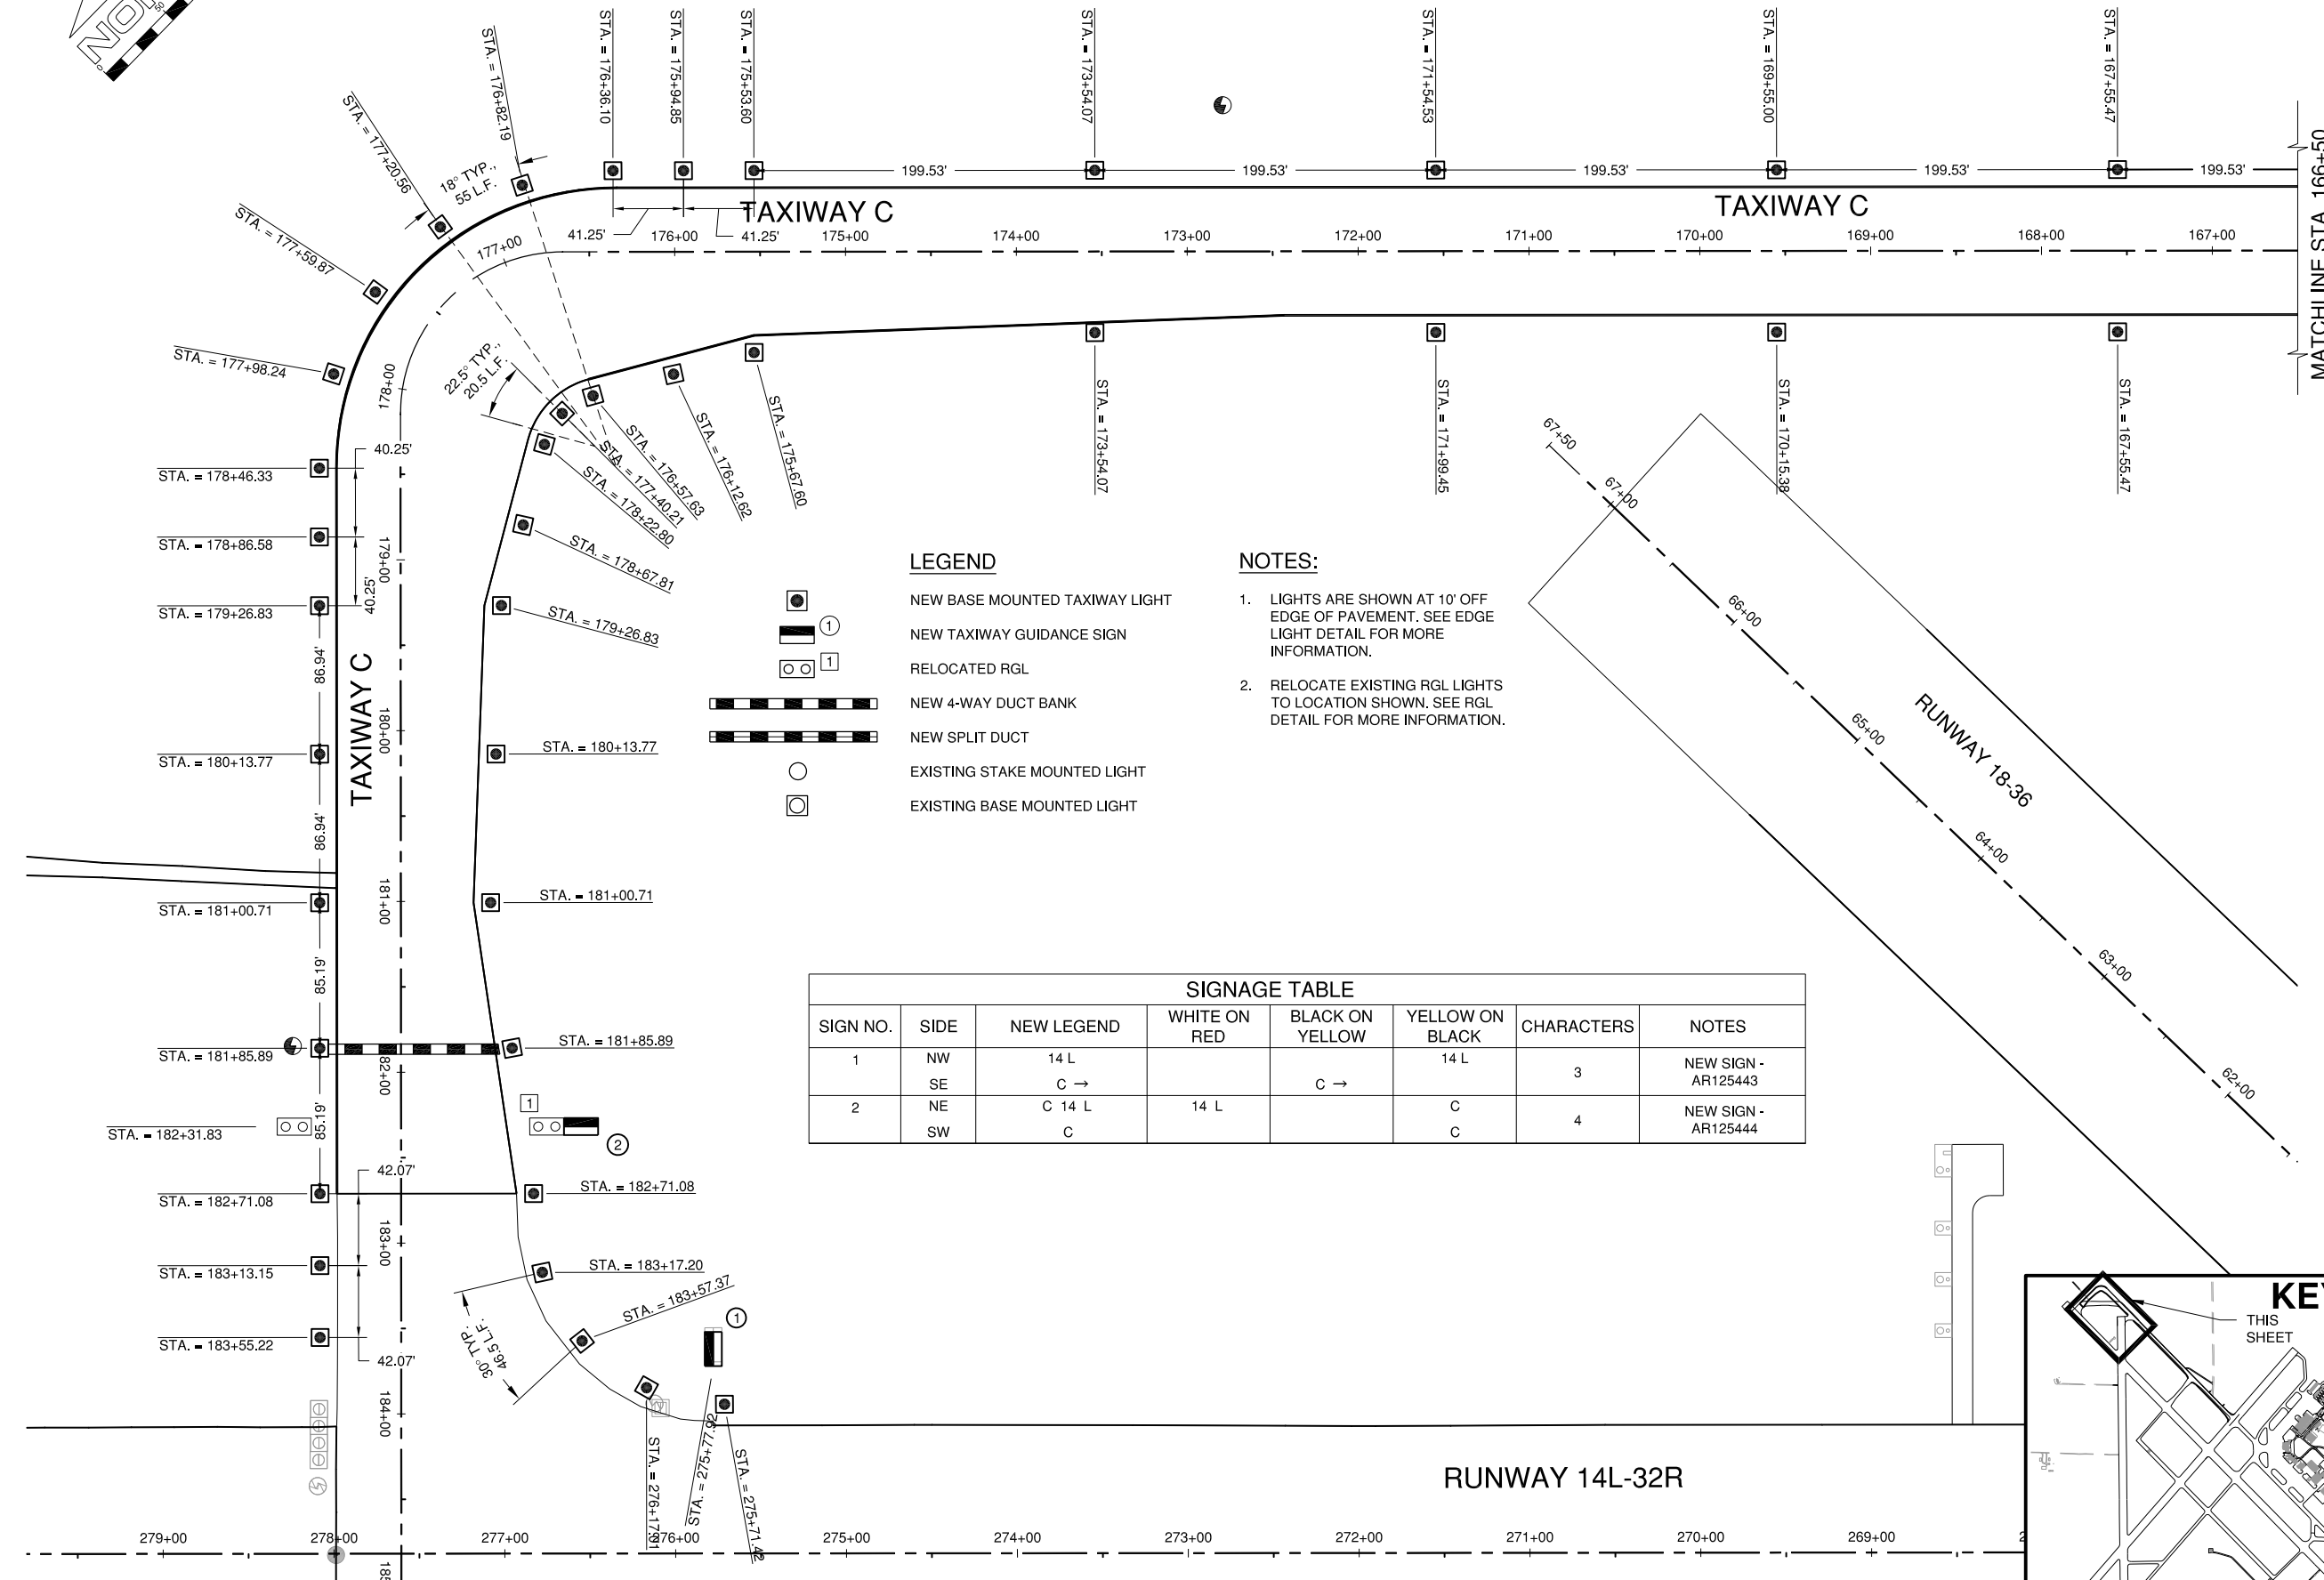 STA. = 176+82.19
STA. = 176+36.10
STA. = 175+94.85
STA. = 175+53.60
STA. = 173+54.07
STA. = 171+54.53
STA. = 169+55.00
STA. = 167+55.47
MATCHLINE STA. 166+50
STA. = 177+20.56
18° TYP.,
55 L.F.
199.53'
199.53'
199.53'
199.53'
199.53'
STA. = 177+59.87
TAXIWAY C
TAXIWAY C
177+00
41.25'
176+00
41.25'
175+00
174+00
173+00
172+00
171+00
170+00
169+00
168+00
167+00
STA. = 177+98.24
178+00
22.5° TYP.,
20.5 L.F.
STA. = 176+57.63
STA. = 177+40.21
STA. = 178+22.80
STA. = 176+12.62
STA. = 175+67.60
STA. = 173+54.07
STA. = 171+99.45
STA. = 170+15.38
STA. = 167+55.47
40.25'
STA. = 178+46.33
STA. = 178+86.58
179+00
STA. = 178+67.81
40.25'
STA. = 179+26.83
STA. = 179+26.83
LEGEND
NEW BASE MOUNTED TAXIWAY LIGHT
1
NEW TAXIWAY GUIDANCE SIGN
1
RELOCATED RGL
NEW 4-WAY DUCT BANK
NEW SPLIT DUCT
EXISTING STAKE MOUNTED LIGHT
EXISTING BASE MOUNTED LIGHT
NOTES:
1. LIGHTS ARE SHOWN AT 10' OFF
EDGE OF PAVEMENT. SEE EDGE
LIGHT DETAIL FOR MORE
INFORMATION.
2. RELOCATE EXISTING RGL LIGHTS
TO LOCATION SHOWN. SEE RGL
DETAIL FOR MORE INFORMATION.
67+50
67+00
66+00
65+00
64+00
63+00
62+00
RUNWAY 18-36
86.94'
TAXIWAY C
180+00
STA. = 180+13.77
STA. = 180+13.77
86.94'
181+00
STA. = 181+00.71
STA. = 181+00.71
85.19'
STA. = 181+85.89
STA. = 181+85.89
182+00
85.19'
1
2
STA. = 182+31.83
42.07'
STA. = 182+71.08
STA. = 182+71.08
183+00
STA. = 183+13.15
STA. = 183+17.20
STA. = 183+57.37
30° TYP.
46.5 L.F.
STA. = 183+55.22
42.07'
1
184+00
SIGNAGE TABLE
SIGN NO. SIDE NEW LEGEND WHITE ON RED BLACK ON YELLOW YELLOW ON BLACK CHARACTERS NOTES
1 NW 14 L 14 L 3 NEW SIGN - AR125443
SE C → C →
2 NE C 14 L 14 L C 4 NEW SIGN - AR125444
SW C C
STA. = 275+77.92
STA. = 275+71.42
RUNWAY 14L-32R
279+00
278+00
277+00
276+00
275+00
274+00
273+00
272+00
271+00
270+00
269+00
THIS
SHEET